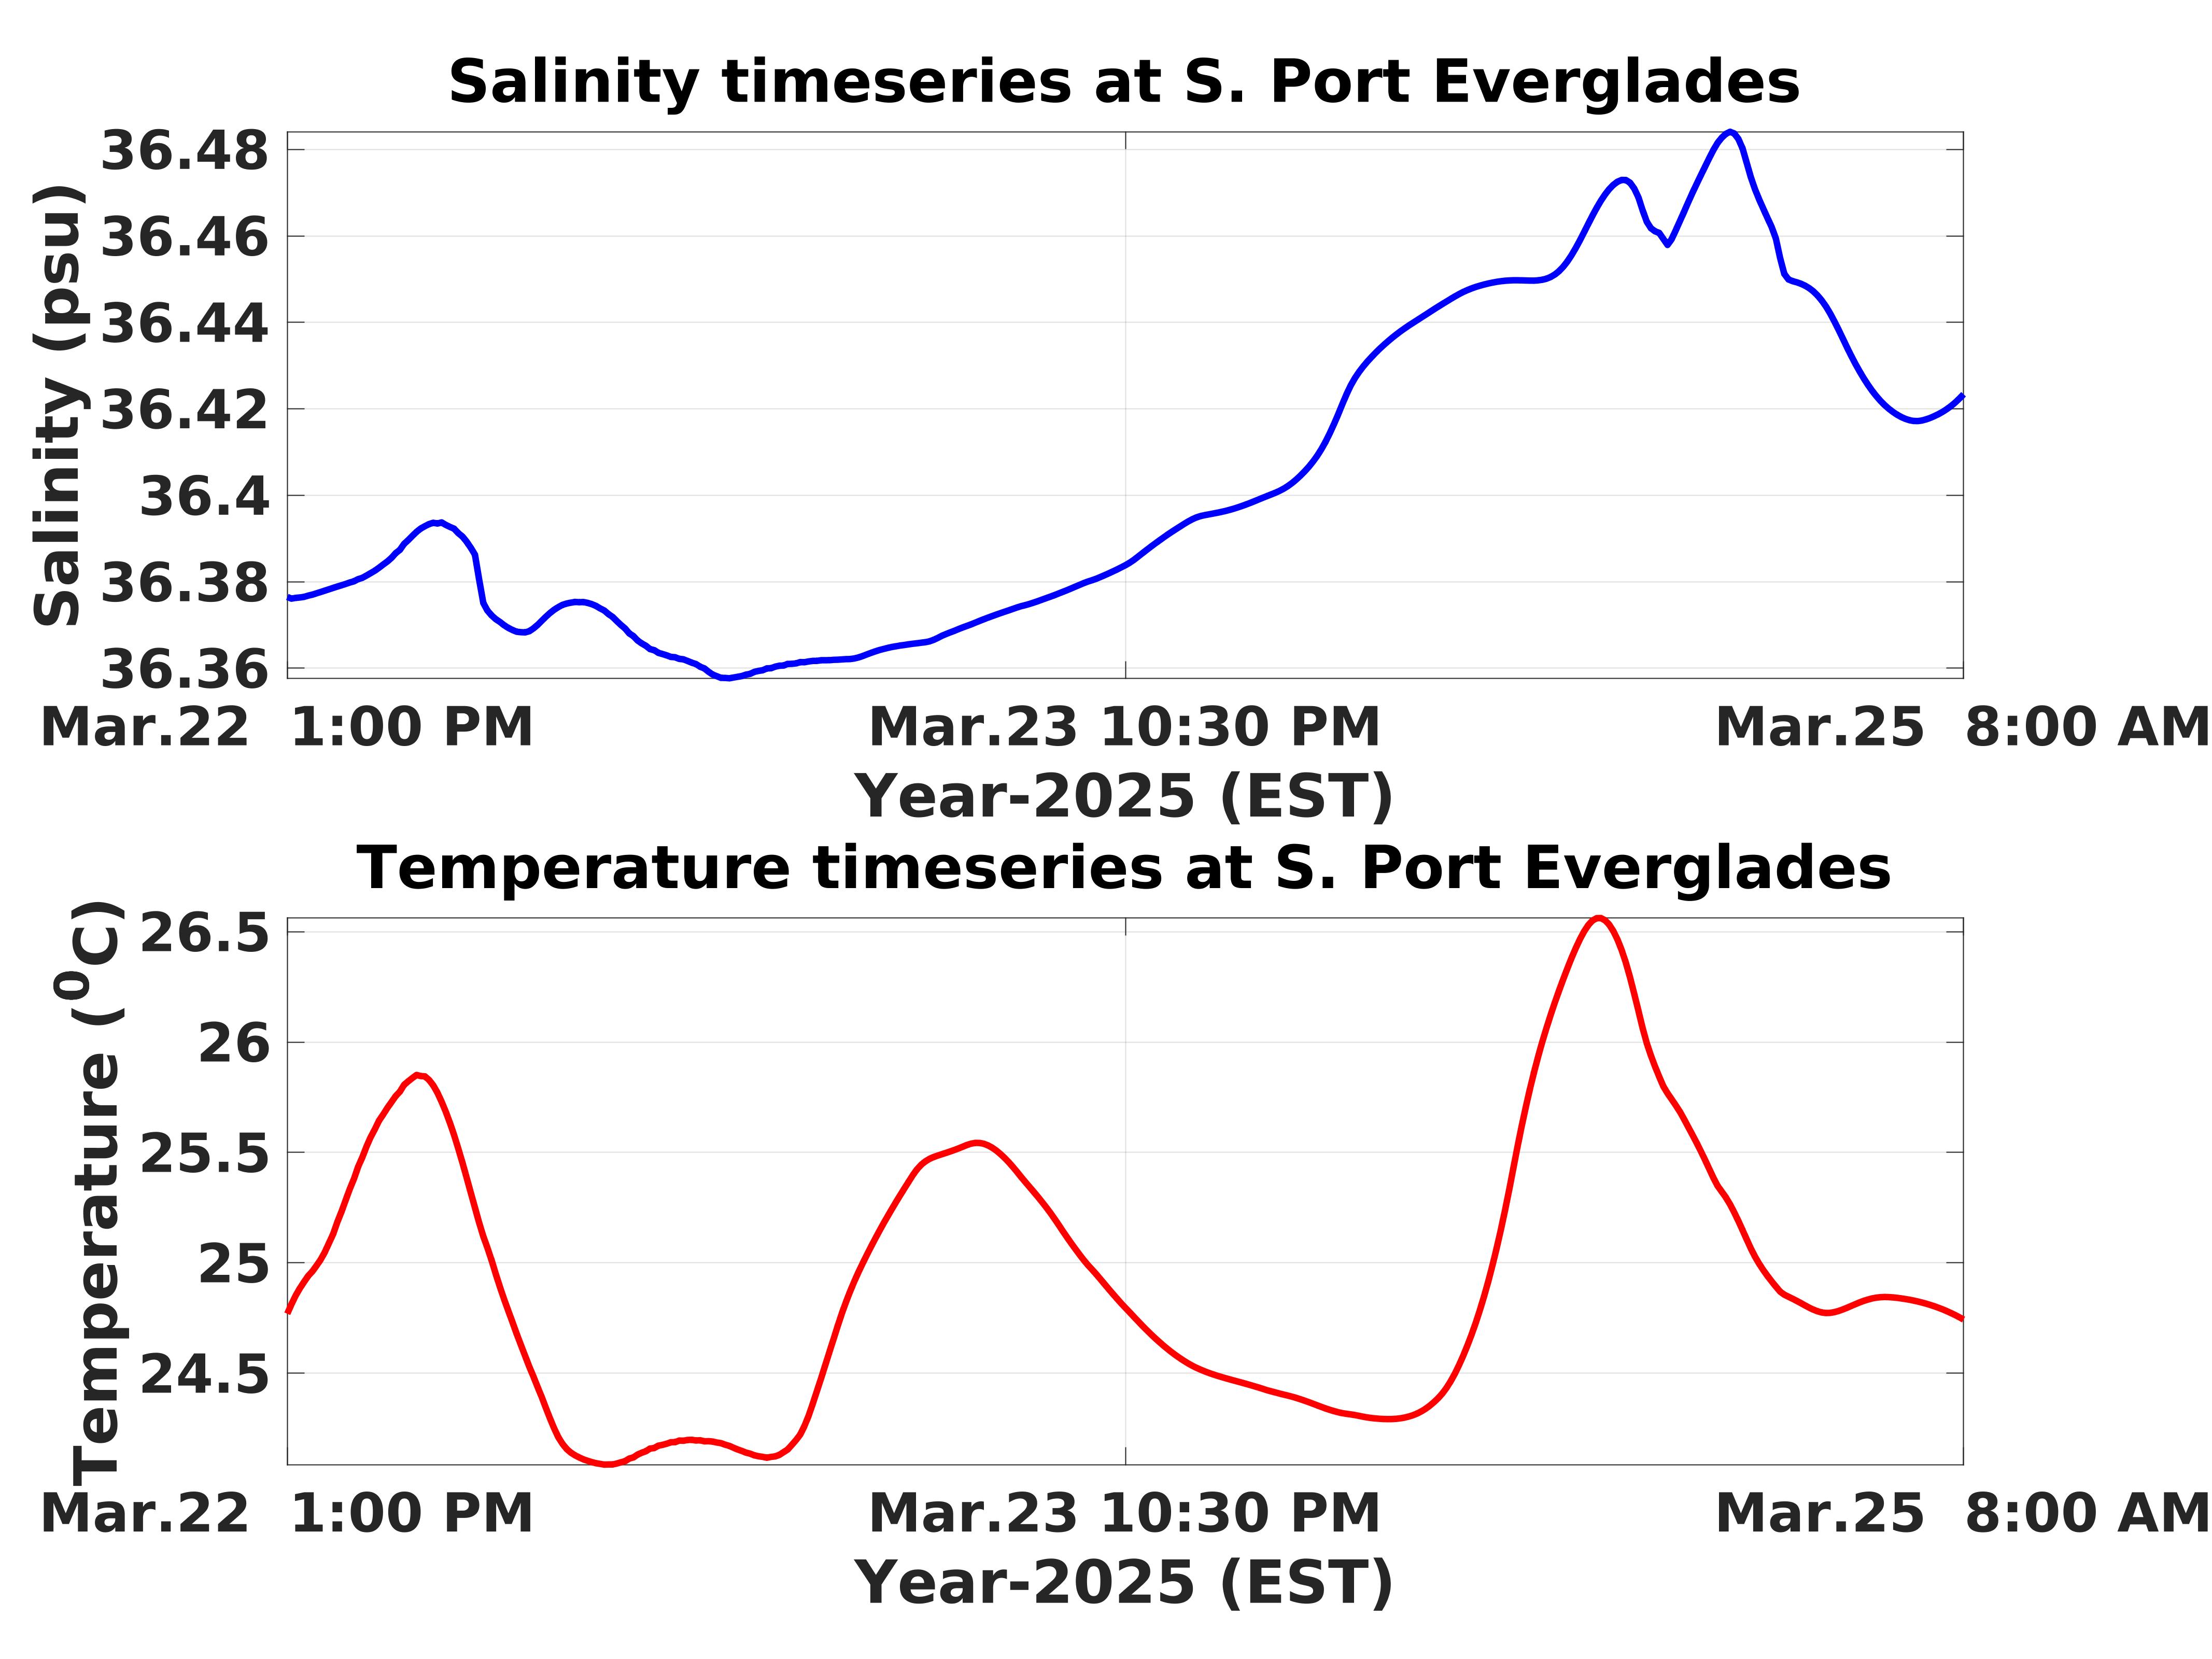 Salinity timeseries at S. Port Everglades
Salinity (psu)
36.48
36.46
36.44
36.42
36.4
36.38
36.36
Mar.22 1:00 PM
Mar.23 10:30 PM
Mar.25 8:00 AM
Year-2025 (EST)
Temperature timeseries at S. Port Everglades
Temperature (⁰C)
26.5
26
25.5
25
24.5
Mar.22 1:00 PM
Mar.23 10:30 PM
Mar.25 8:00 AM
Year-2025 (EST)